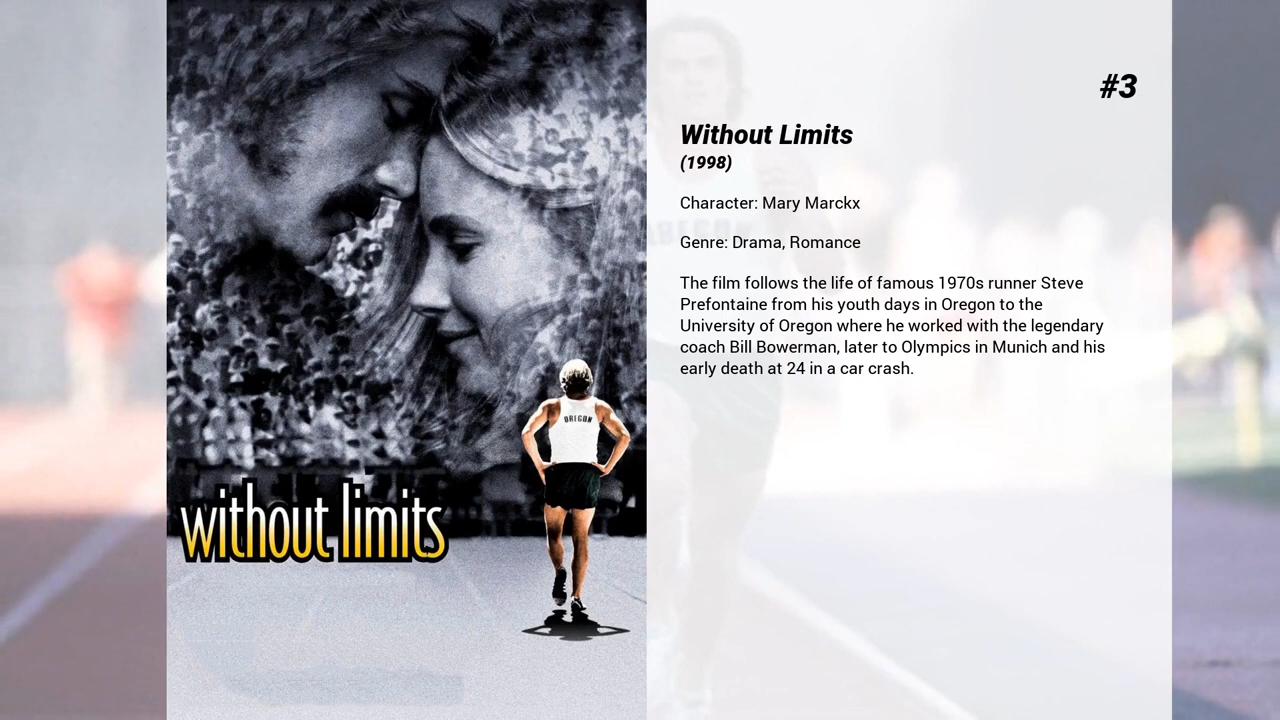 #3
Without Limits
(1998)
Character: Mary Marckx
Genre: Drama, Romance
The film follows the life of famous 1970s runner Steve
Prefontaine from his youth days in Oregon to the
University of Oregon where he worked with the legendary
coach Bill Bowerman, later to Olympics in Munich and his
early death at 24 in a car crash.
OREGON
without limits